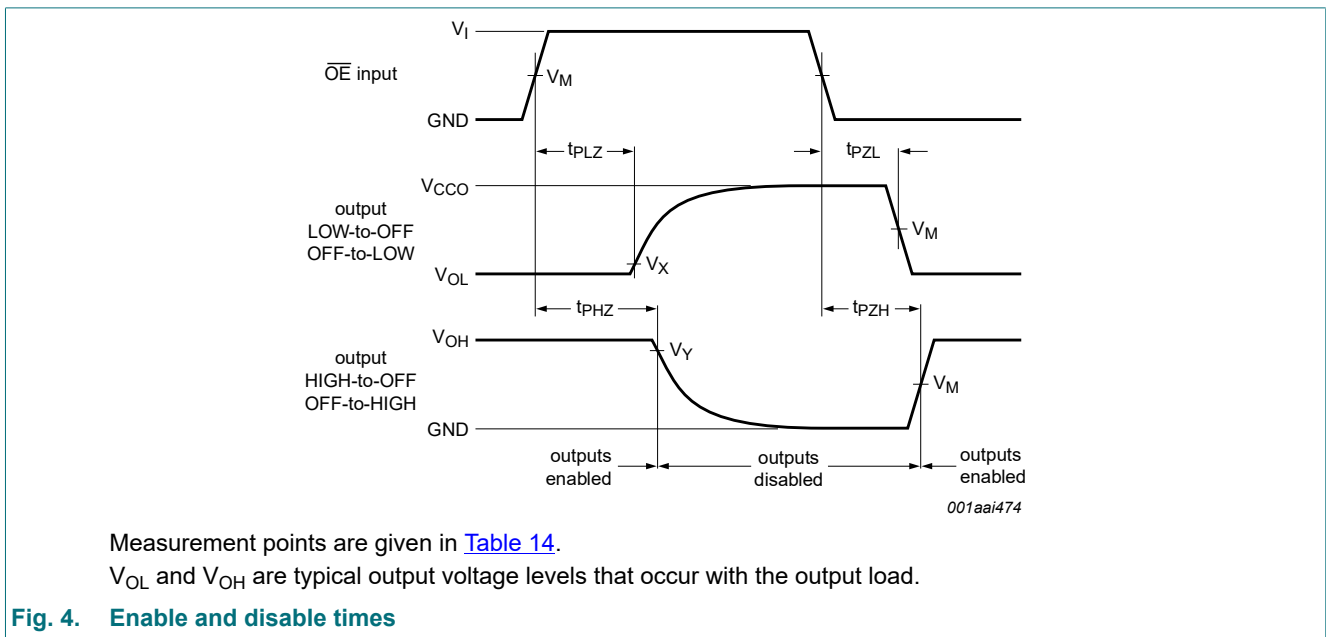 V_I
OE input
V_M
GND
t_PLZ
t_PZL
V_CCO
output
LOW-to-OFF
OFF-to-LOW
V_M
V_OL
V_X
t_PHZ
t_PZH
V_OH
output
HIGH-to-OFF
OFF-to-HIGH
V_Y
V_M
GND
outputs
enabled
outputs
disabled
outputs
enabled
001aai474
Measurement points are given in Table 14.
V_OL and V_OH are typical output voltage levels that occur with the output load.
Fig. 4. Enable and disable times